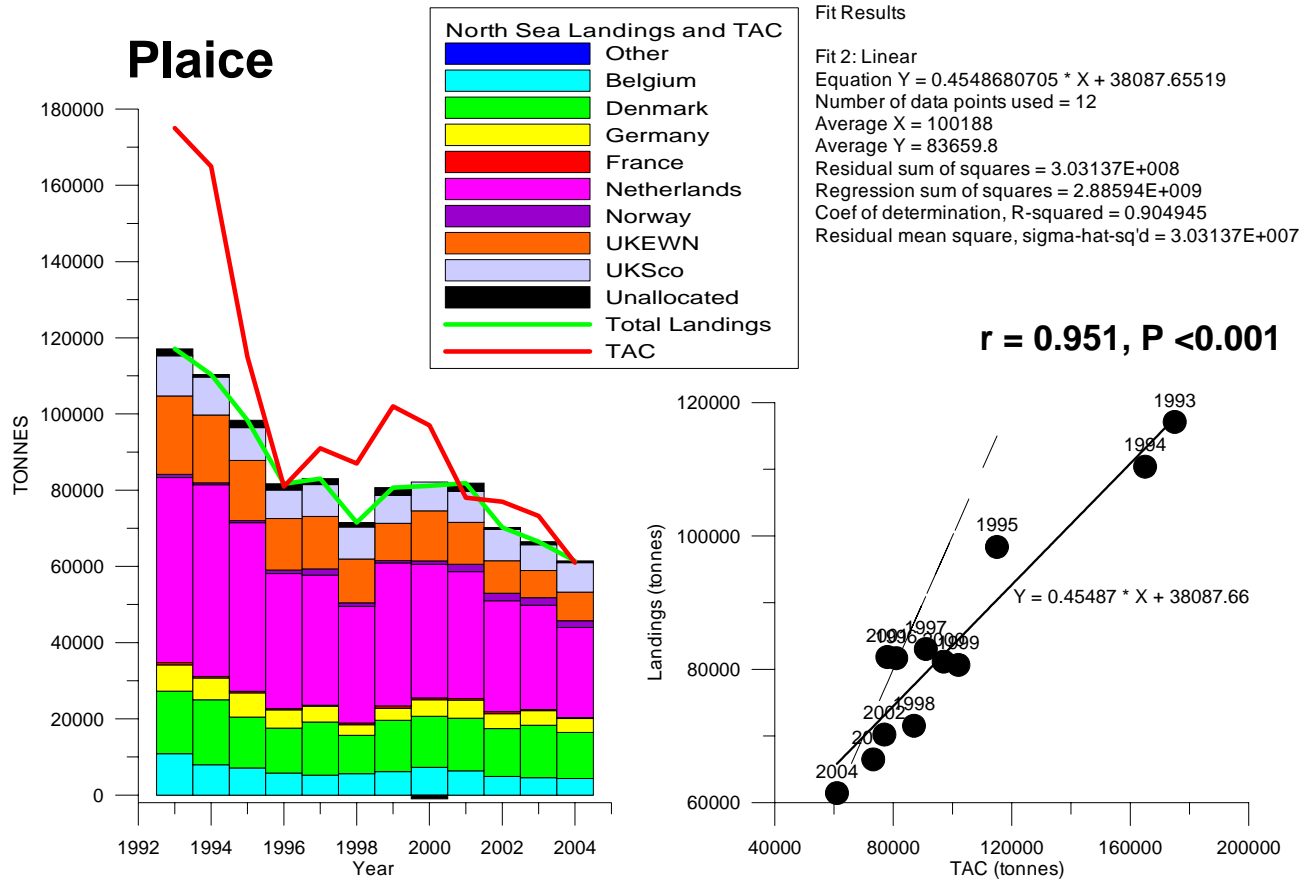 Plaice
North Sea Landings and TAC
Other
Belgium
Denmark
Germany
France
Netherlands
Norway
UKEWN
UKSco
Unallocated
Total Landings
TAC
180000
160000
140000
120000
100000
80000
60000
40000
20000
0
TONNES
1992
1994
1996
1998
2000
2002
2004
Year
Fit Results
Fit 2: Linear
Equation Y = 0.4548680705 * X + 38087.65519
Number of data points used = 12
Average X = 100188
Average Y = 83659.8
Residual sum of squares = 3.03137E+008
Regression sum of squares = 2.88594E+009
Coef of determination, R-squared = 0.904945
Residual mean square, sigma-hat-sq'd = 3.03137E+007
r = 0.951, P <0.001
120000
100000
80000
60000
Landings (tonnes)
1993
1994
1995
Y = 0.45487 * X + 38087.66
1997
2001
1996
2000
1999
2002
1998
2004
40000
80000
120000
160000
200000
TAC (tonnes)